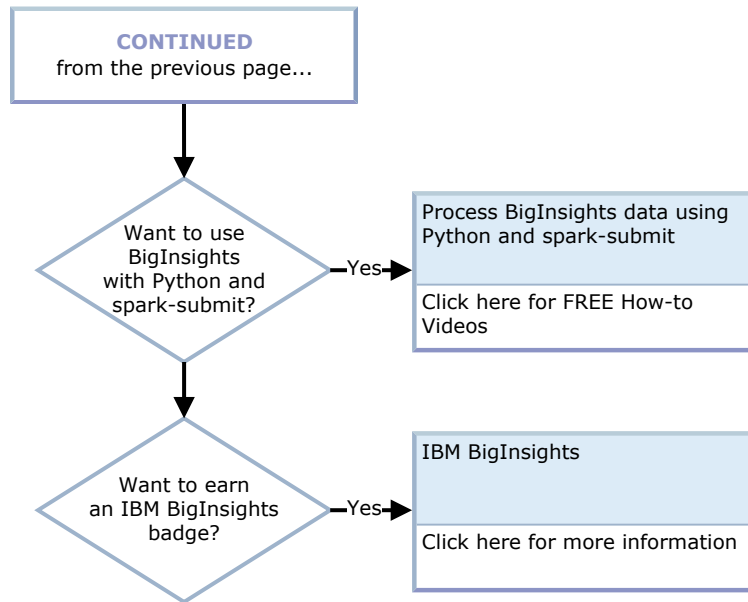 CONTINUED
from the previous page...
Want to use
BigInsights
with Python and
spark-submit?
Yes
Process BigInsights data using
Python and spark-submit
Click here for FREE How-to
Videos
Want to earn
an IBM BigInsights
badge?
Yes
IBM BigInsights
Click here for more information